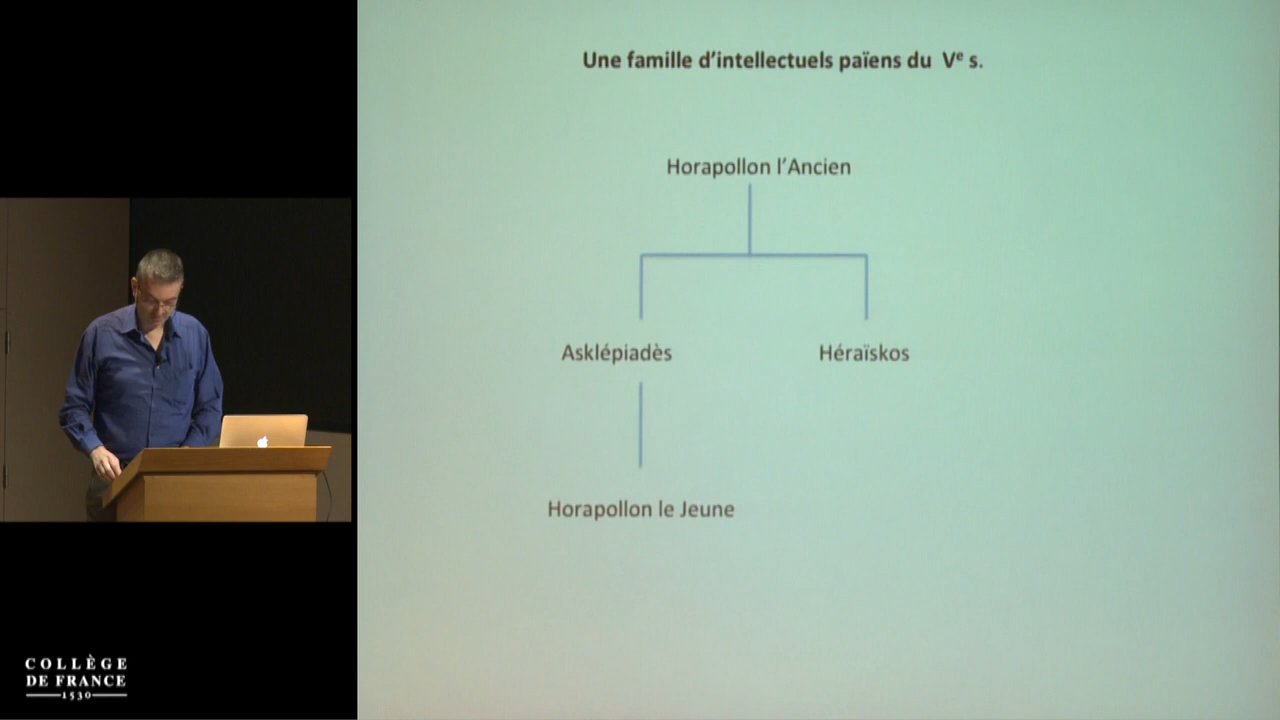 Une famille d'intellectuels païens du Ve s.
Horapollon l'Ancien
Asklépiadès
Héraïskos
Horapollon le Jeune
COLLÈGE
DE FRANCE
1530